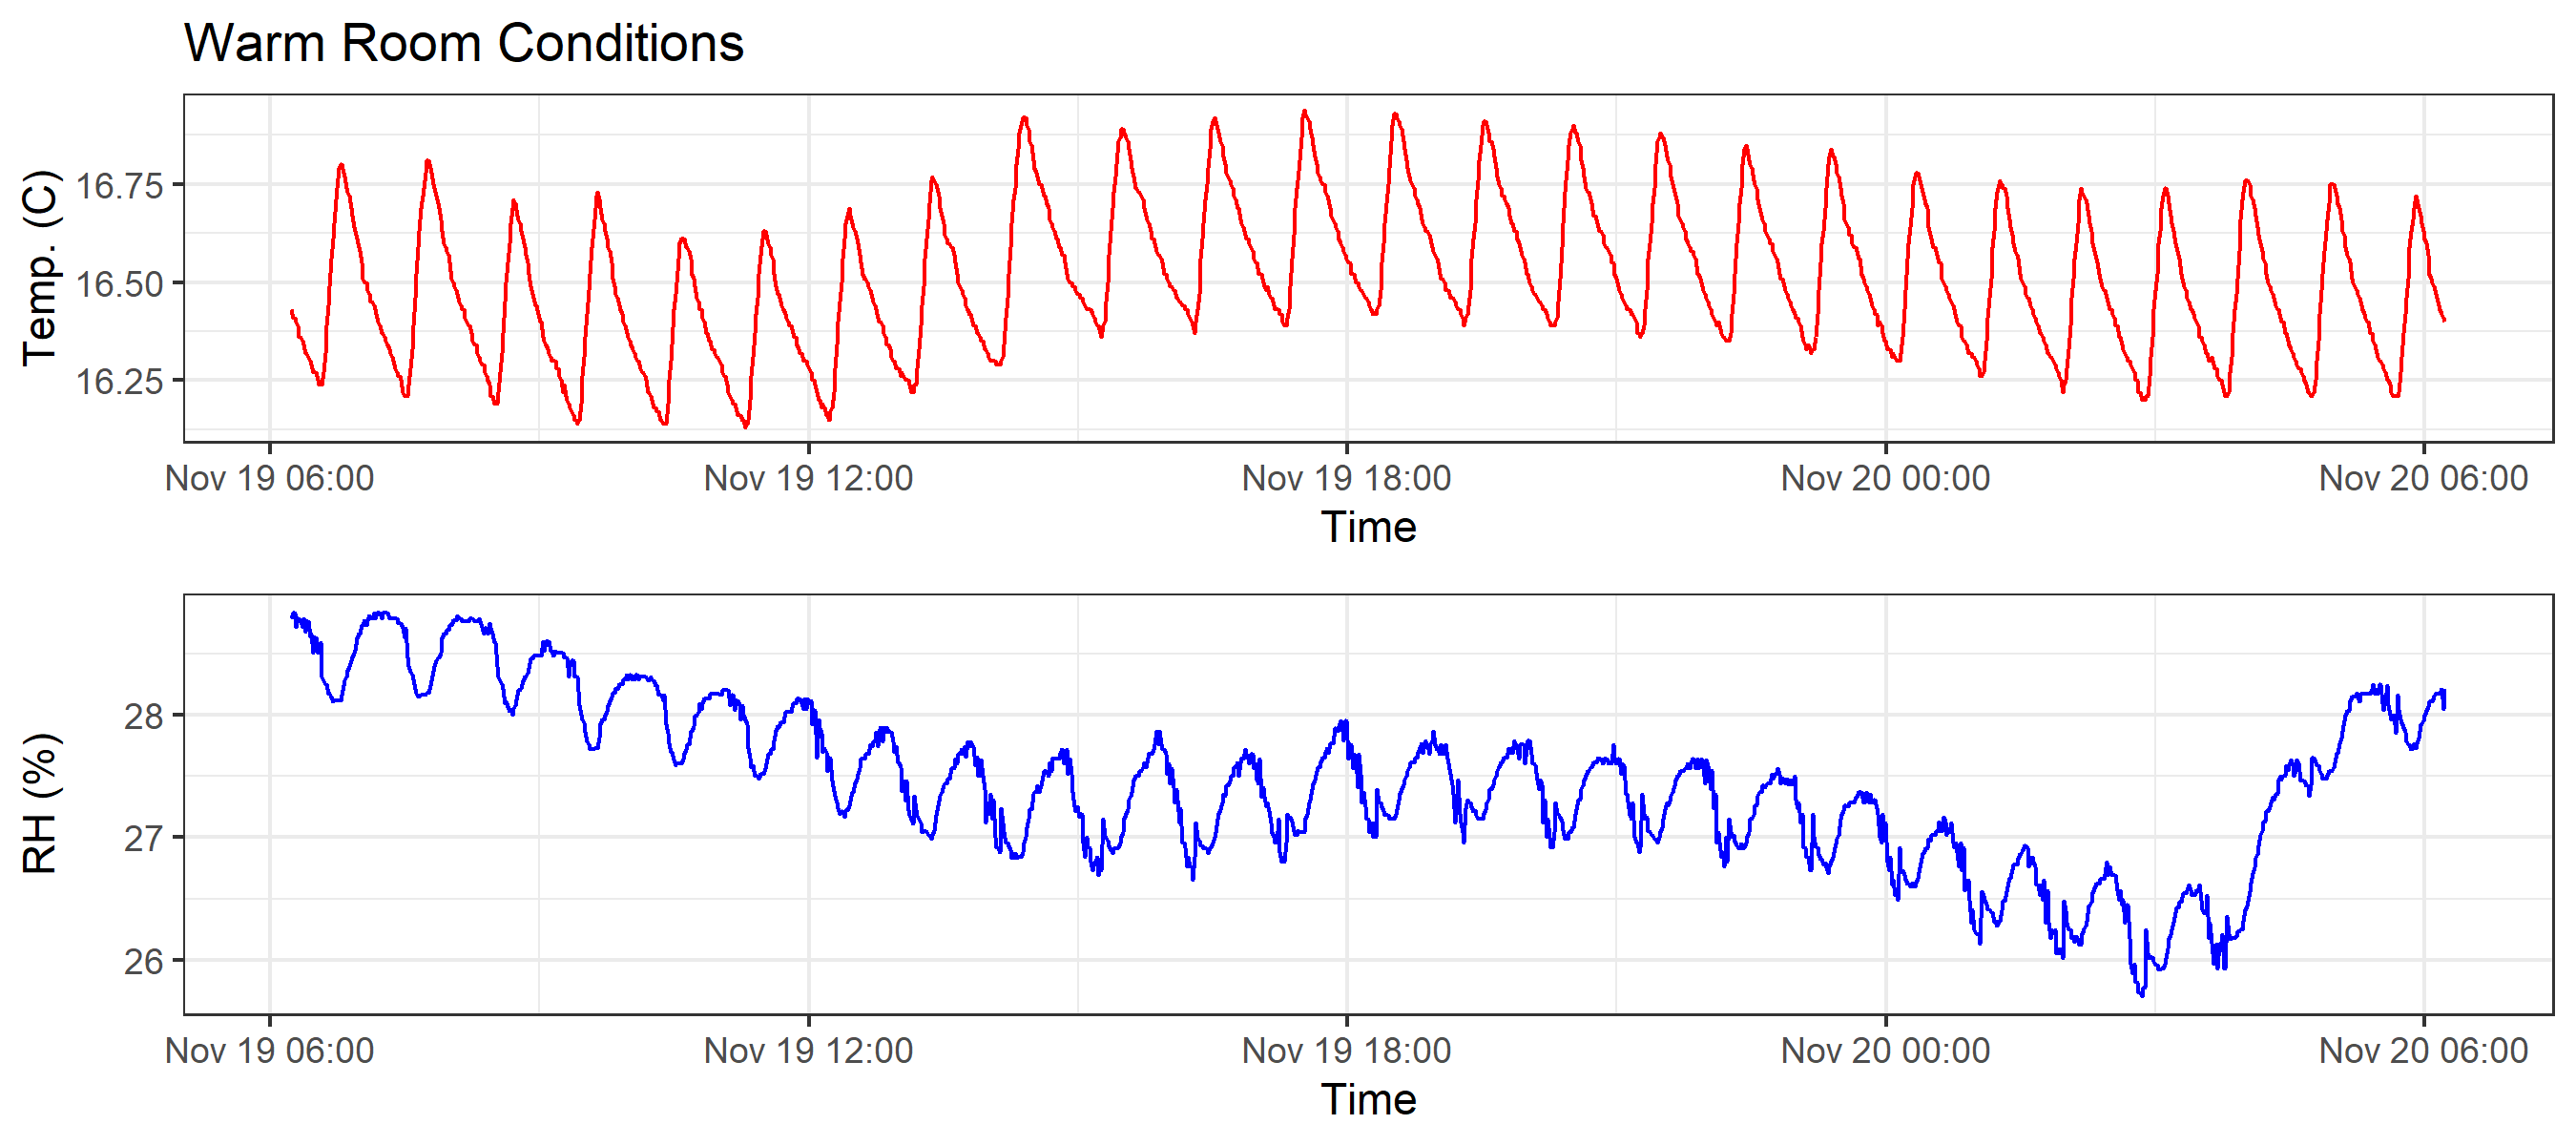 Warm Room Conditions
Temp. (C)
16.75
16.50
16.25
Nov 19 06:00 Nov 19 12:00 Nov 19 18:00 Nov 20 00:00 Nov 20 06:00
Time
RH (%)
28
27
26
Nov 19 06:00 Nov 19 12:00 Nov 19 18:00 Nov 20 00:00 Nov 20 06:00
Time